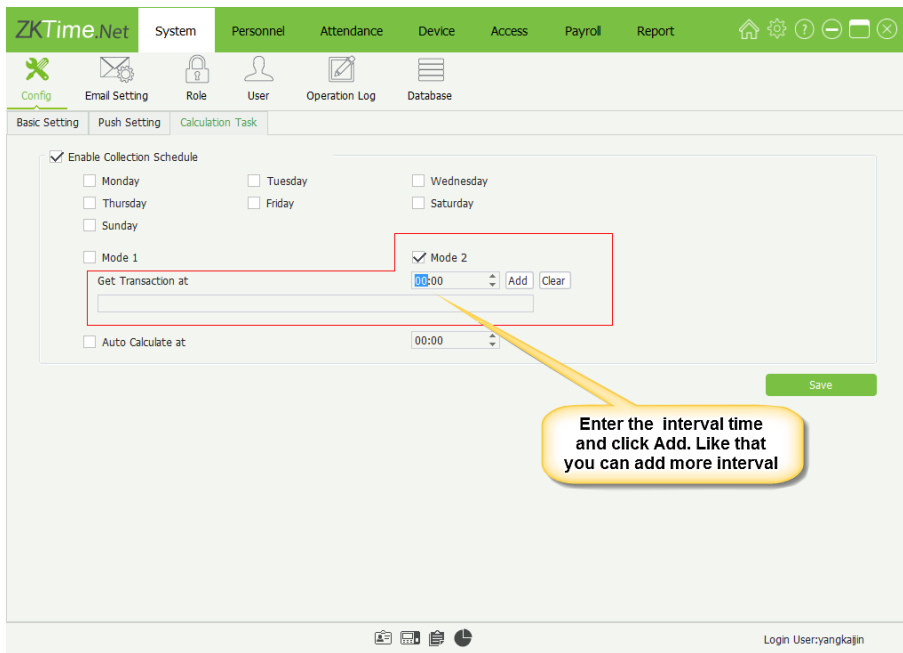 ZKTime.Net System Personnel Attendance Device Access Payroll Report
Config Email Setting Role User Operation Log Database
Basic Setting Push Setting Calculation Task
Enable Collection Schedule
Monday Tuesday Wednesday
Thursday Friday Saturday
Sunday
Mode 1 Mode 2
Get Transaction at 00:00 Add Clear
Auto Calculate at 00:00
Save
Enter the interval time
and click Add. Like that
you can add more interval
Login User:yangkaijin